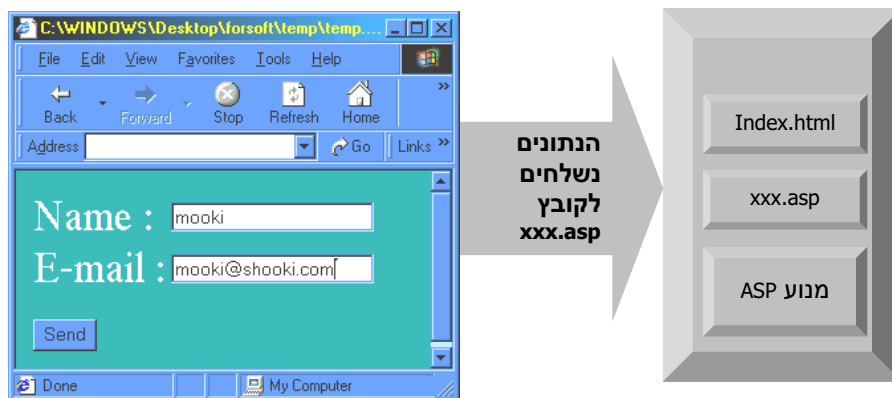 C:\WINDOWS\Desktop\forsoft\temp\temp....
File Edit View Favorites Tools Help
Back Forward Stop Refresh Home »
Address Go Links »
Name : mooki
E-mail : mooki@shooki.com
Send
Done My Computer
הנתונים
נשלחים
לקובץ
xxx.asp
Index.html
xxx.asp
מנוע ASP